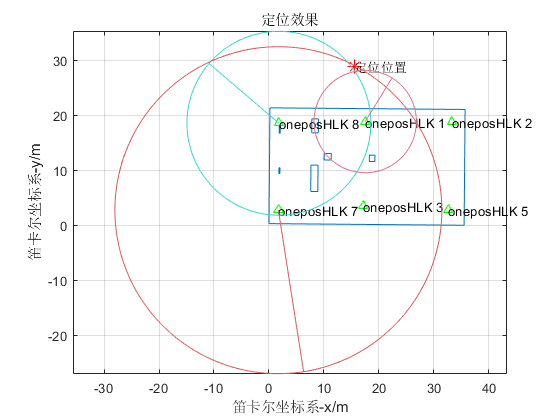 定位效果
定位位置
oneposHLK 8
oneposHLK 1
oneposHLK 2
oneposHLK 7
oneposHLK 3
oneposHLK 5
笛卡尔坐标系-y/m
30
20
10
0
-10
-20
-30
-20
-10
0
10
20
30
40
笛卡尔坐标系-x/m